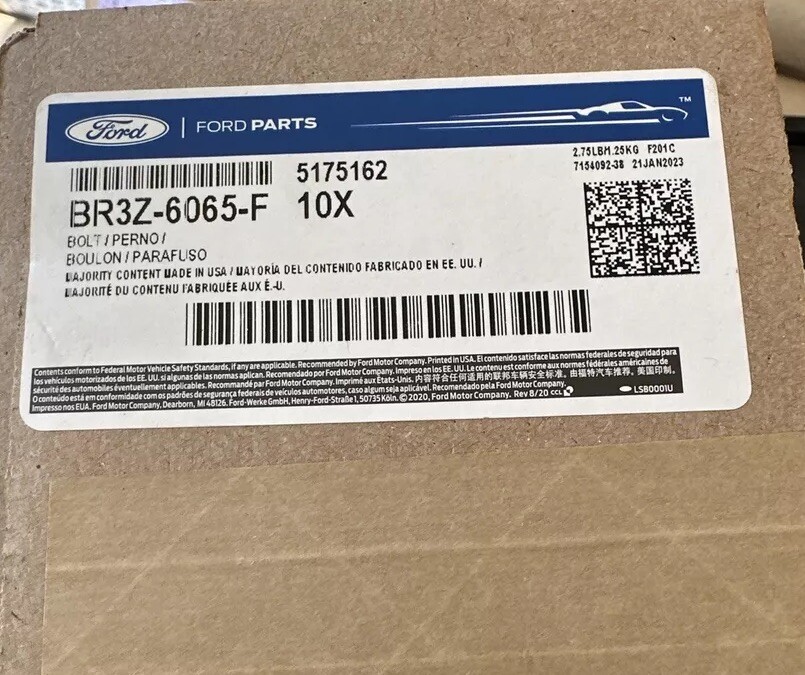 Ford | FORD PARTS ™
5175162
2.75LBM.25KG F201C
7154092-38 21JAN2023
BR3Z-6065-F 10X
BOLT / PERNO /
BOULON / PARAFUSO
MAJORITY CONTENT MADE IN USA / MAYORÍA DEL CONTENIDO FABRICADO EN EE. UU. /
MAJORITÉ DU CONTENU FABRIQUÉE AUX É.-U.
Contents conform to Federal Motor Vehicle Safety Standards, if any are applicable. Recommended by Ford Motor Company. Printed in USA. El contenido satisface las normas federales de seguridad para
los vehículos motorizados de los EE. UU. si algunas de las normas aplican. Recomendado por Ford Motor Company. Impreso en los EE. UU. Le contenu est conforme aux normes fédérales américaines de
sécurité des automobiles éventuellement applicables. Recommandé par Ford Motor Company. Imprimé aux États-Unis. 内容符合任何适用的联邦车辆安全标准。由福特汽车推荐。美国印制。
O conteúdo está em conformidade com os padrões de segurança federais de veículos automotores, caso algum seja aplicável. Recomendado pela Ford Motor Company.
Impresso nos EUA. Ford Motor Company, Dearborn, MI 48126. Ford-Werke GmbH, Henry-Ford-Straße 1, 50735 Köln. © 2020, Ford Motor Company. Rev 8/20 CCL LSB0001U